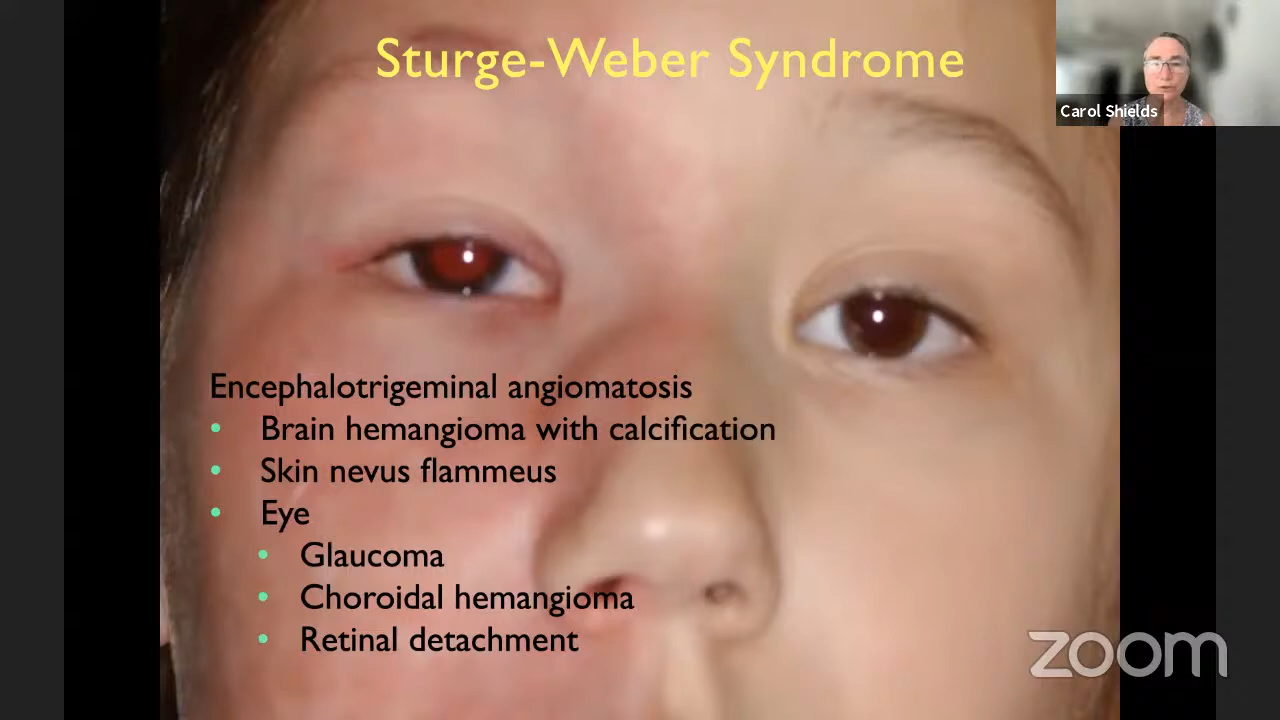 Sturge-Weber Syndrome
Carol Shields
Encephalotrigeminal angiomatosis
• Brain hemangioma with calcification
• Skin nevus flammeus
• Eye
• Glaucoma
• Choroidal hemangioma
• Retinal detachment
zoom